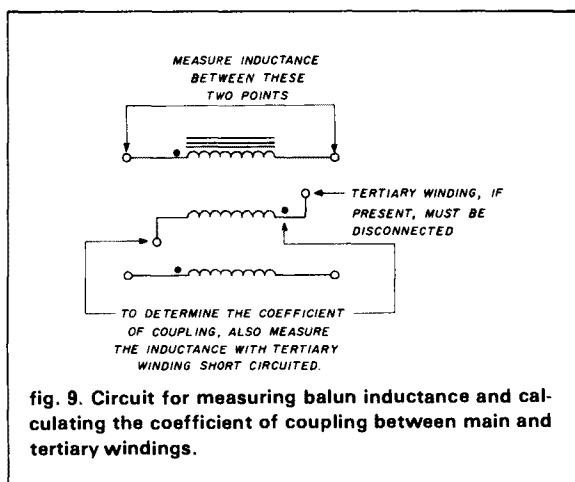 MEASURE INDUCTANCE
BETWEEN THESE
TWO POINTS
TERTIARY WINDING, IF
PRESENT, MUST BE
DISCONNECTED
TO DETERMINE THE COEFFICIENT
OF COUPLING, ALSO MEASURE
THE INDUCTANCE WITH TERTIARY
WINDING SHORT CIRCUITED.
fig. 9. Circuit for measuring balun inductance and cal-
culating the coefficient of coupling between main and
tertiary windings.